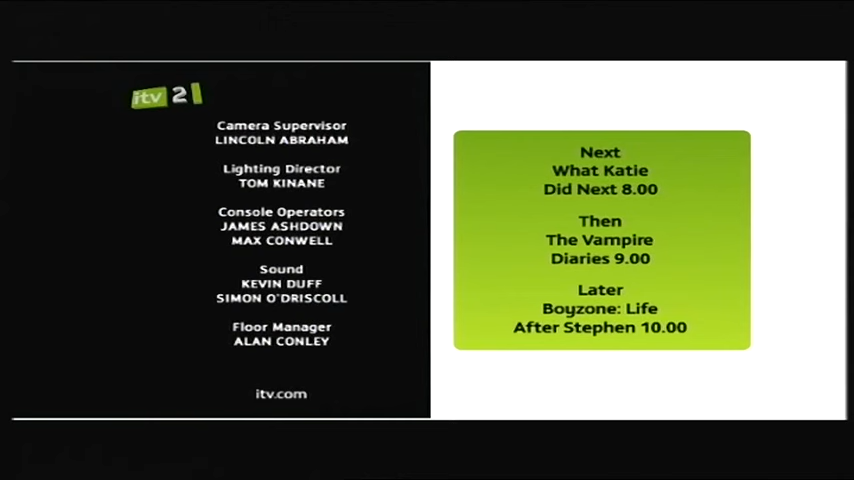 itv 2
Camera Supervisor
LINCOLN ABRAHAM
Lighting Director
TOM KINANE
Console Operators
JAMES ASHDOWN
MAX CONWELL
Sound
KEVIN DUFF
SIMON O'DRISCOLL
Floor Manager
ALAN CONLEY
itv.com
Next
What Katie
Did Next 8.00
Then
The Vampire
Diaries 9.00
Later
Boyzone: Life
After Stephen 10.00